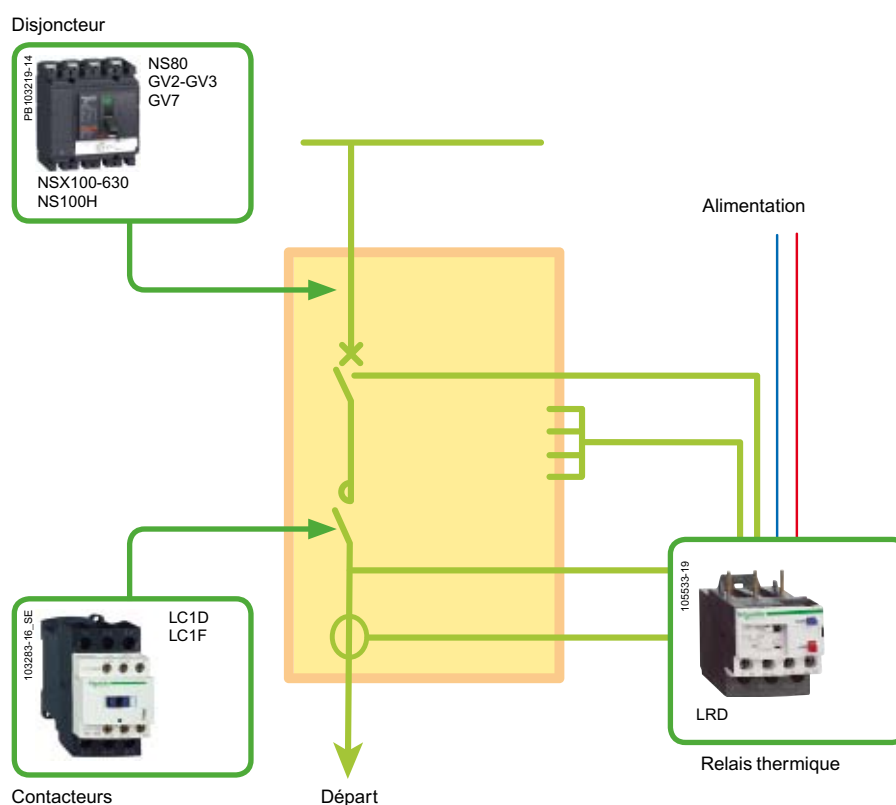 Disjoncteur
PB103219-14
NS80
GV2-GV3
GV7
NSX100-630
NS100H
Alimentation
103283-16_SE
LC1D
LC1F
Contacteurs
Départ
105533-19
LRD
Relais thermique